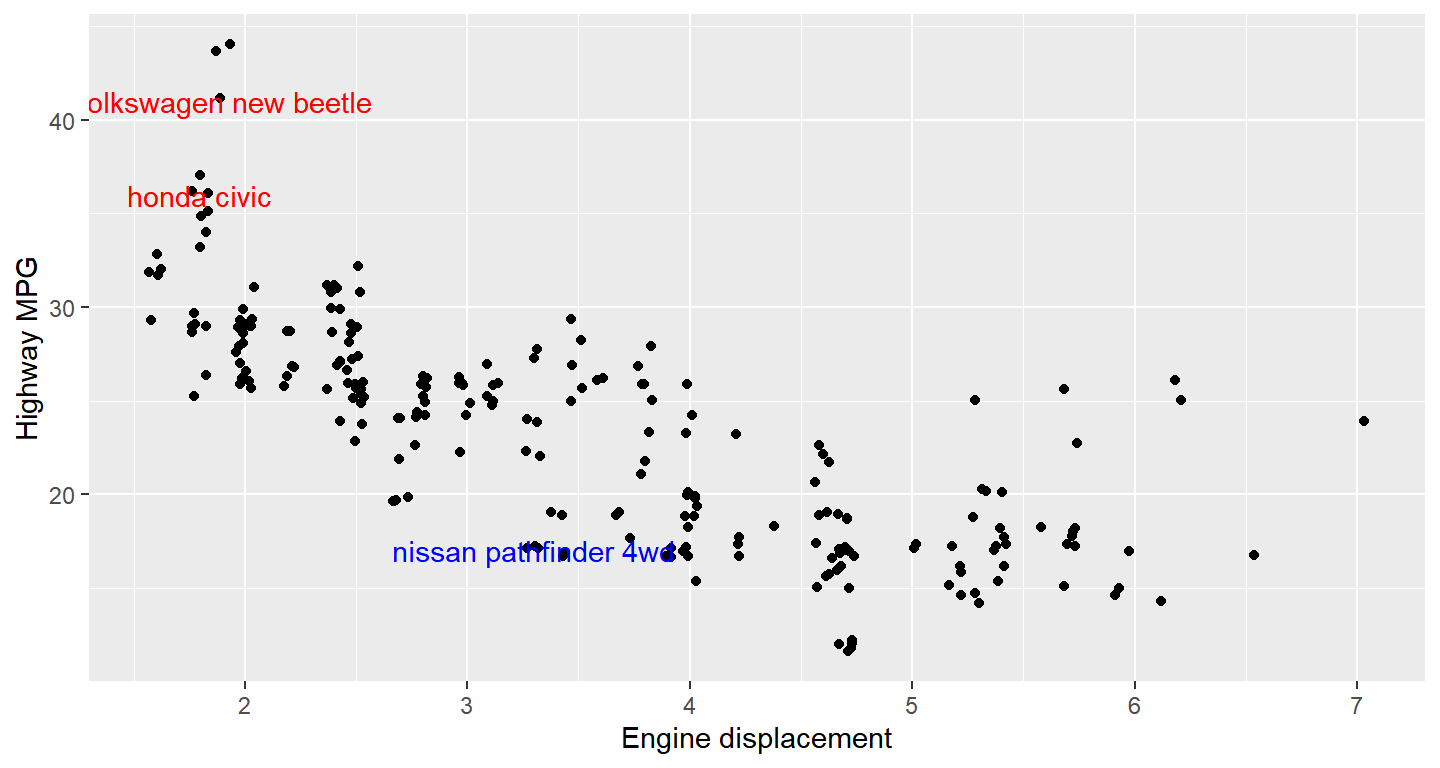 olkswagen new beetle
40
honda civic
30
20
nissan pathfinder 4wd
Highway MPG
2 3 4 5 6 7
Engine displacement